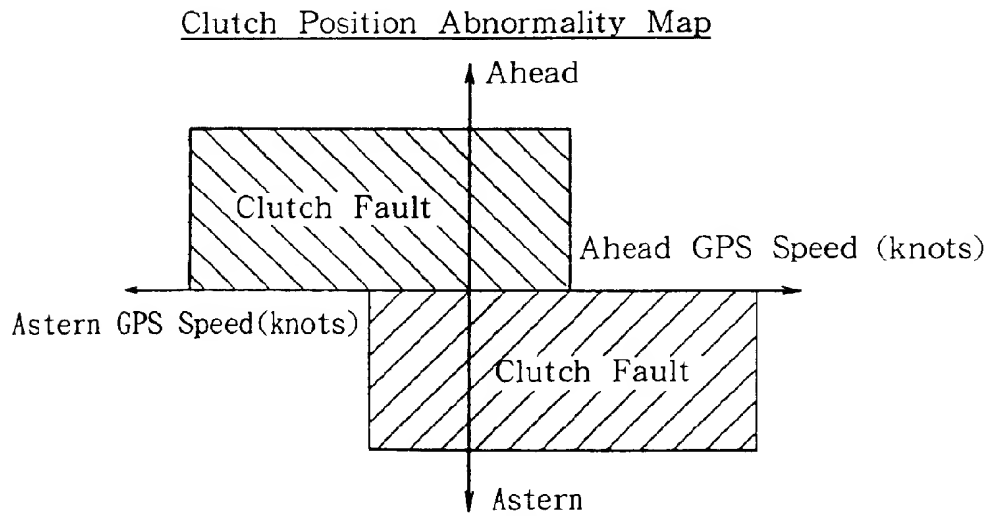 Clutch Position Abnormality Map
Ahead
Clutch Fault
Ahead GPS Speed (knots)
Astern GPS Speed(knots)
Clutch Fault
Astern